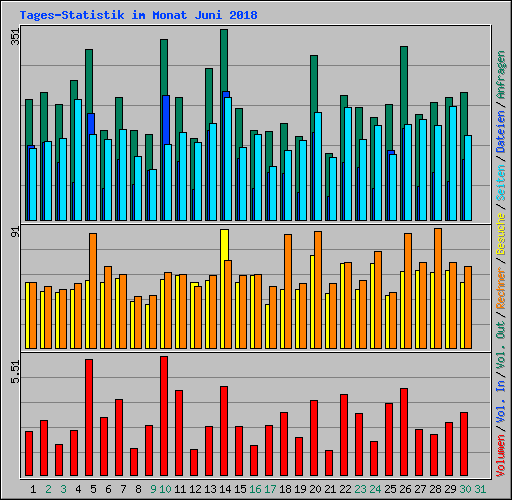 Tages-Statistik im Monat Juni 2018
351
91
5.51
Volumen / Vol. In / Vol. Out / Rechner / Besuche / Seiten / Dateien / Anfragen
1 2 3 4 5 6 7 8 9 10 11 12 13 14 15 16 17 18 19 20 21 22 23 24 25 26 27 28 29 30 31